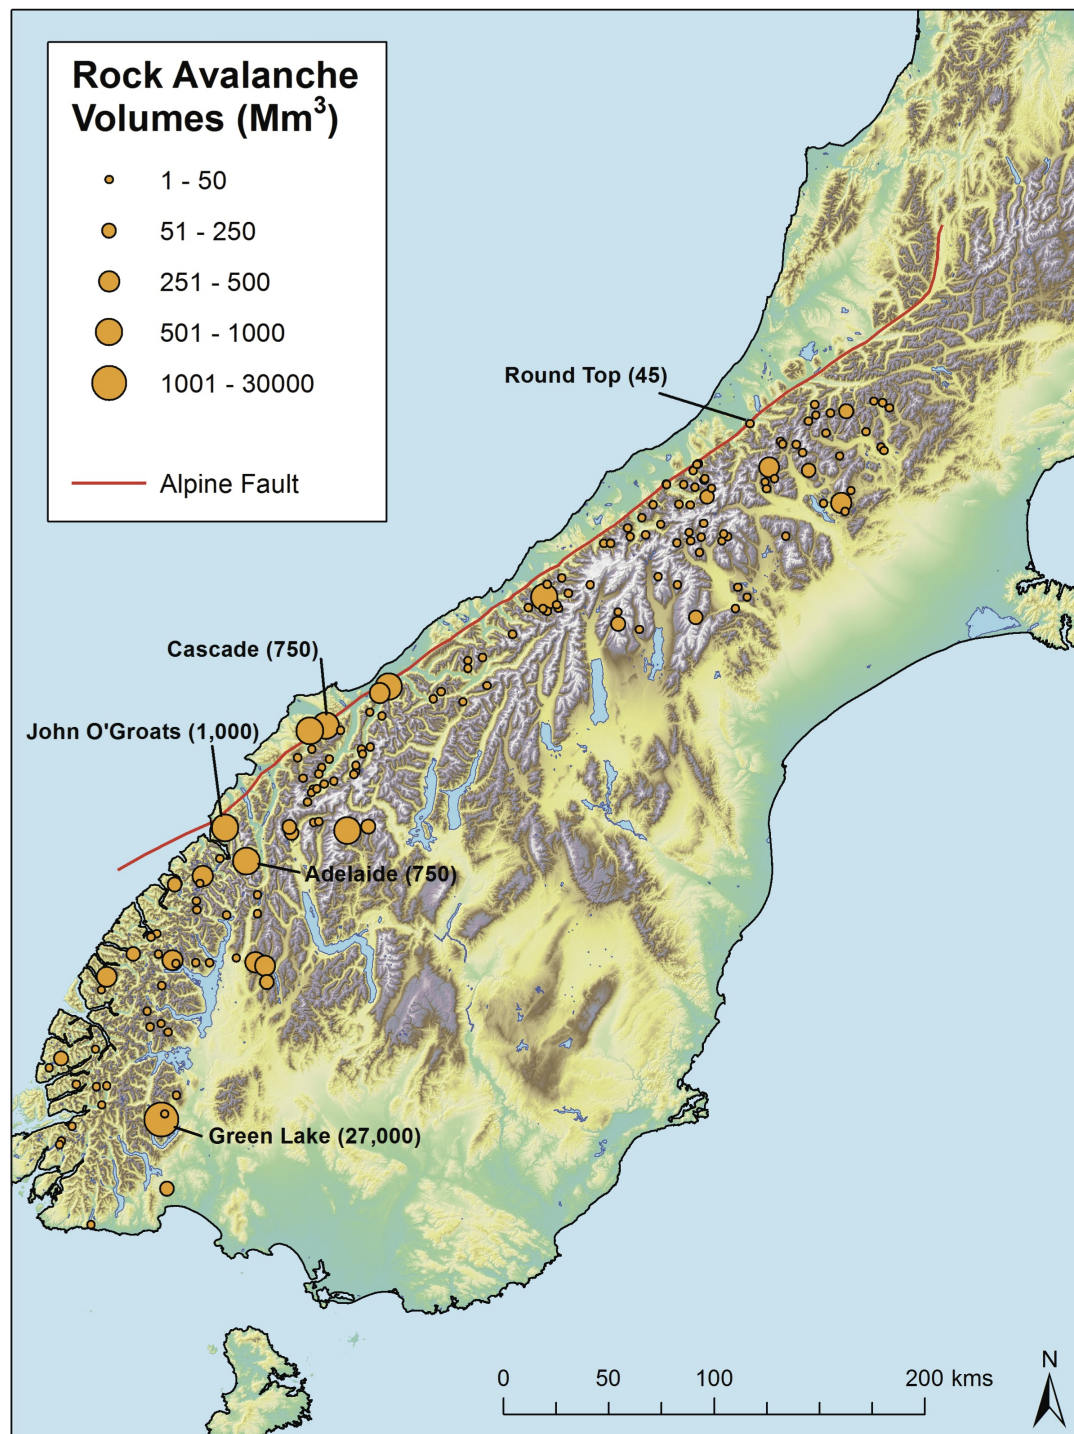 Rock Avalanche
Volumes (Mm³)
1 - 50
51 - 250
251 - 500
501 - 1000
1001 - 30000
Alpine Fault
Round Top (45)
Cascade (750)
John O'Groats (1,000)
Adelaide (750)
Green Lake (27,000)
N
0 50 100 200 kms